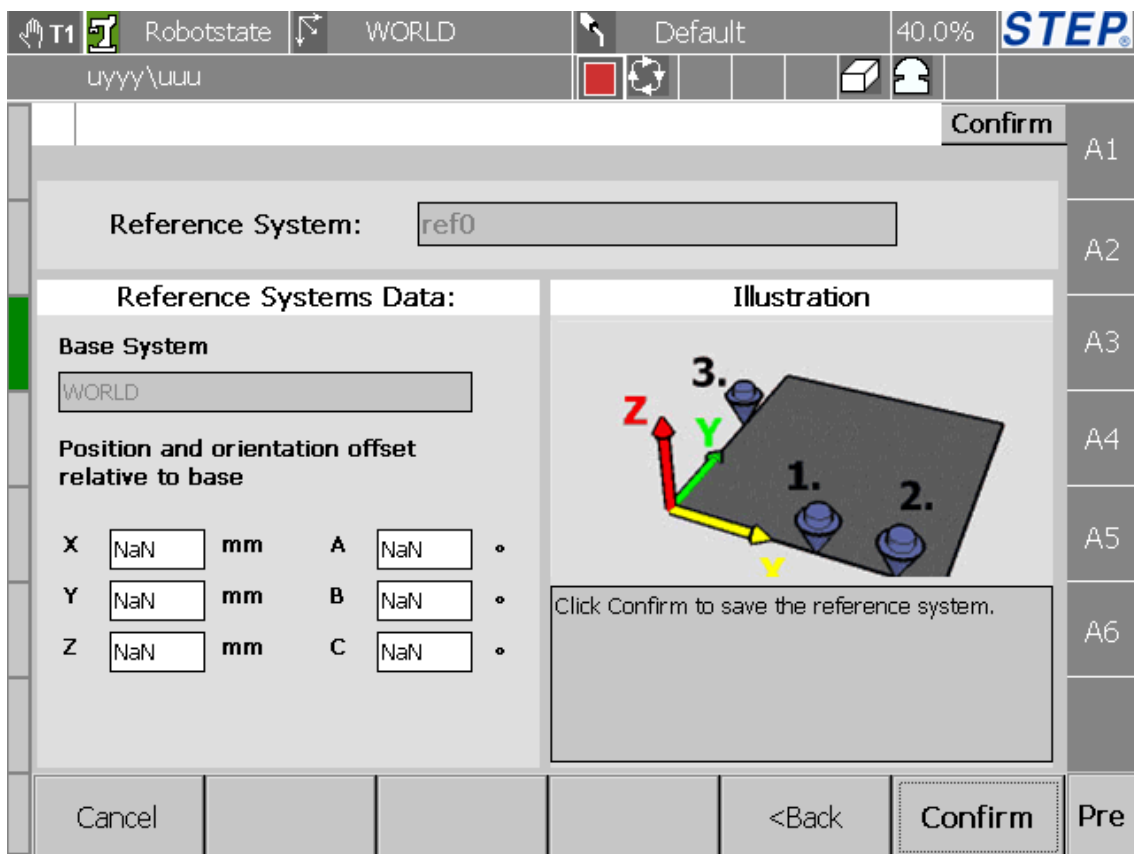 T1 Robotstate WORLD Default 40.0% STEP®
uyyy\uuu
Confirm
A1
Reference System: ref0
A2
Reference Systems Data:
Illustration
Base System
WORLD
A3
Position and orientation offset
relative to base
3.
Z
Y
1.
2.
Y
A4
X NaN mm A NaN °
A5
Y NaN mm B NaN °
Z NaN mm C NaN °
Click Confirm to save the reference system.
A6
Cancel <Back Confirm Pre